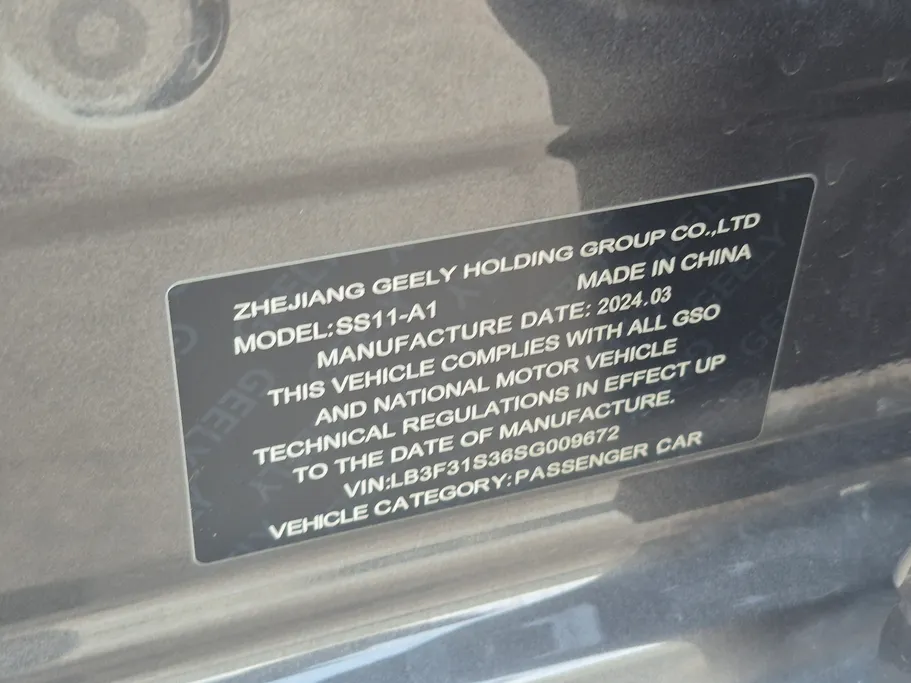 ZHEJIANG GEELY HOLDING GROUP CO.,LTD
MODEL:SS11-A1 MADE IN CHINA
MANUFACTURE DATE: 2024.03
THIS VEHICLE COMPLIES WITH ALL GSO
AND NATIONAL MOTOR VEHICLE
TECHNICAL REGULATIONS IN EFFECT UP
TO THE DATE OF MANUFACTURE.
VIN:LB3F31S36SG009672
VEHICLE CATEGORY:PASSENGER CAR